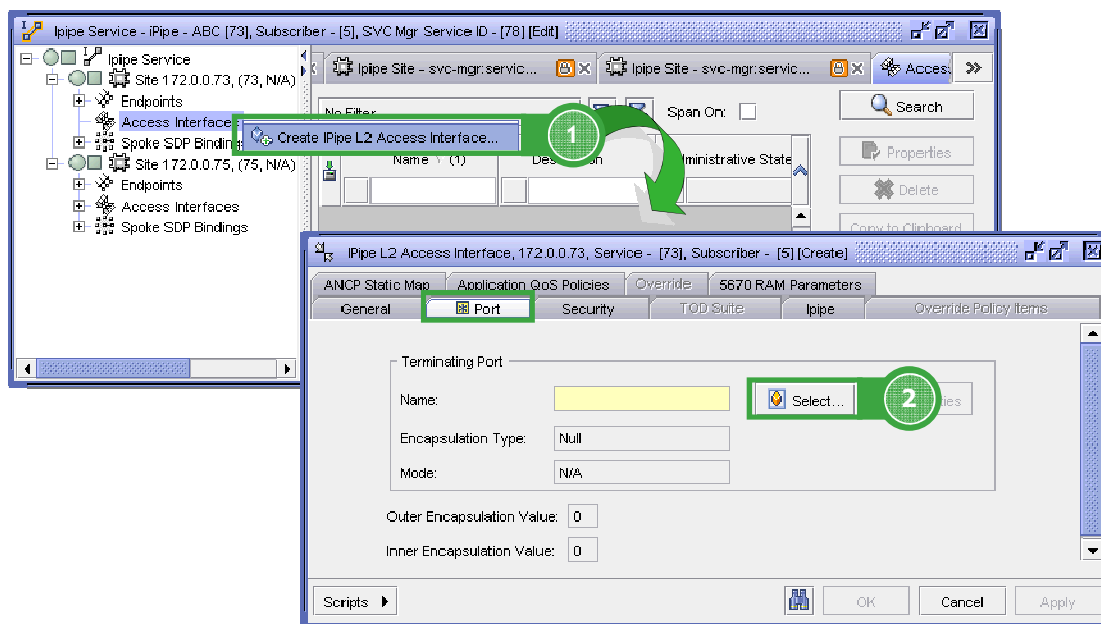 Ipipe Service - iPipe - ABC [73], Subscriber - [5], SVC Mgr Service ID - [78] [Edit]
Ipipe Service
Site 172.0.0.73, (73, N/A)
Endpoints
Access Interfaces
Spoke SDP Bindin
Site 172.0.0.75, (75, N/A)
Endpoints
Access Interfaces
Spoke SDP Bindings
Create IPipe L2 Access Interface...
1
Ipipe Site - svc-mgr:servic...
Ipipe Site - svc-mgr:servic...
Acces
No Filter
Span On:
Search
Name (1)
Administrative State
Properties
Delete
Copy to Clipboard
IPipe L2 Access Interface, 172.0.0.73, Service - [73], Subscriber - [5] [Create]
ANCP Static Map
Application QoS Policies
Override
5670 RAM Parameters
General
Port
Security
TOD Suite
Ipipe
Override Policy Items
Terminating Port
Name:
Select...
2
ies
Encapsulation Type:
Null
Mode:
N/A
Outer Encapsulation Value:
0
Inner Encapsulation Value:
0
Scripts
OK
Cancel
Apply